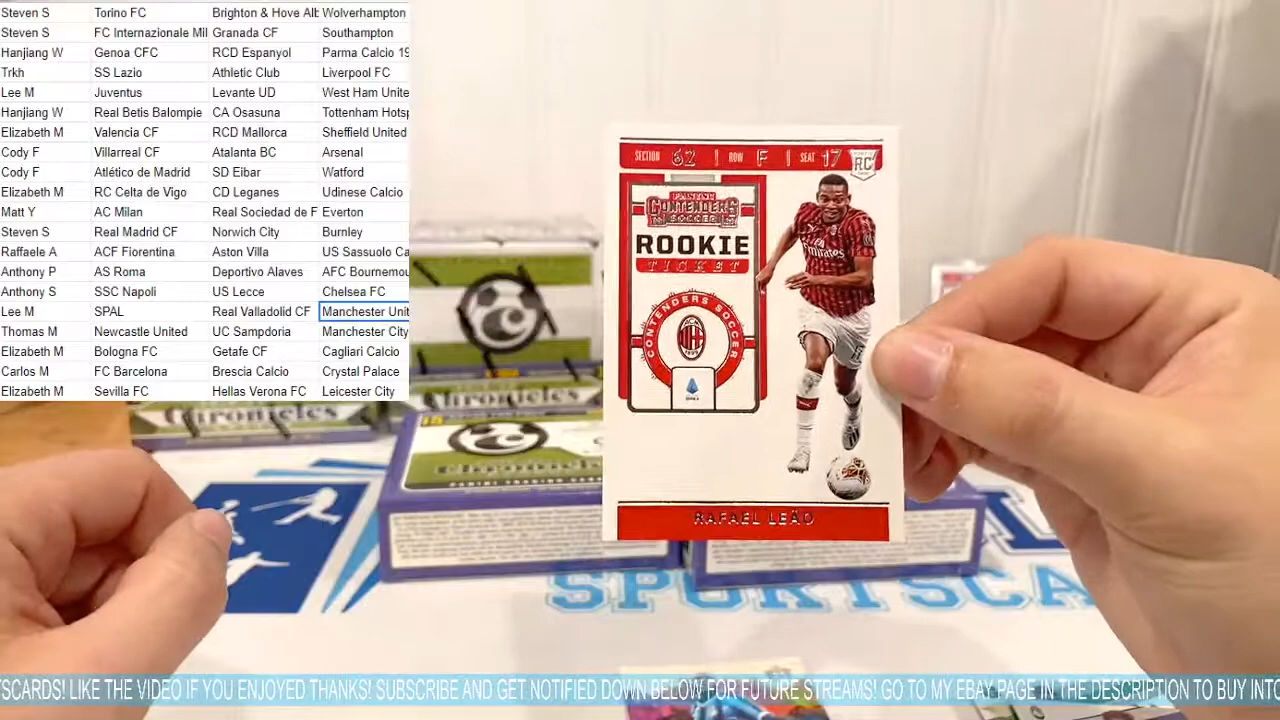 Steven S Torino FC Brighton & Hove Alb Wolverhampton
Steven S FC Internazionale Mil Granada CF Southampton
Hanjiang W Genoa CFC RCD Espanyol Parma Calcio 19
Trkh SS Lazio Athletic Club Liverpool FC
Lee M Juventus Levante UD West Ham Unite
Hanjiang W Real Betis Balompie CA Osasuna Tottenham Hotsp
Elizabeth M Valencia CF RCD Mallorca Sheffield United
Cody F Villarreal CF Atalanta BC Arsenal
Cody F Atlético de Madrid SD Eibar Watford
Elizabeth M RC Celta de Vigo CD Leganes Udinese Calcio
Matt Y AC Milan Real Sociedad de F Everton
Steven S Real Madrid CF Norwich City Burnley
Raffaele A ACF Fiorentina Aston Villa US Sassuolo Ca
Anthony P AS Roma Deportivo Alaves AFC Bournemou
Anthony S SSC Napoli US Lecce Chelsea FC
Lee M SPAL Real Valladolid CF Manchester Unit
Thomas M Newcastle United UC Sampdoria Manchester City
Elizabeth M Bologna FC Getafe CF Cagliari Calcio
Carlos M FC Barcelona Brescia Calcio Crystal Palace
Elizabeth M Sevilla FC Hellas Verona FC Leicester City
SECTION 62 | ROW F | SEAT 17
RC
PANINI
CONTENDERS
SOCCER
ROOKIE
TICKET
CONTENDERS SOCCER
Emirates
RAFAEL LEÃO
Chronicles
Chronicles
Chronicles
SPORTSCA
TSCARDS! LIKE THE VIDEO IF YOU ENJOYED THANKS! SUBSCRIBE AND GET NOTIFIED DOWN BELOW FOR FUTURE STREAMS! GO TO MY EBAY PAGE IN THE DESCRIPTION TO BUY INTO